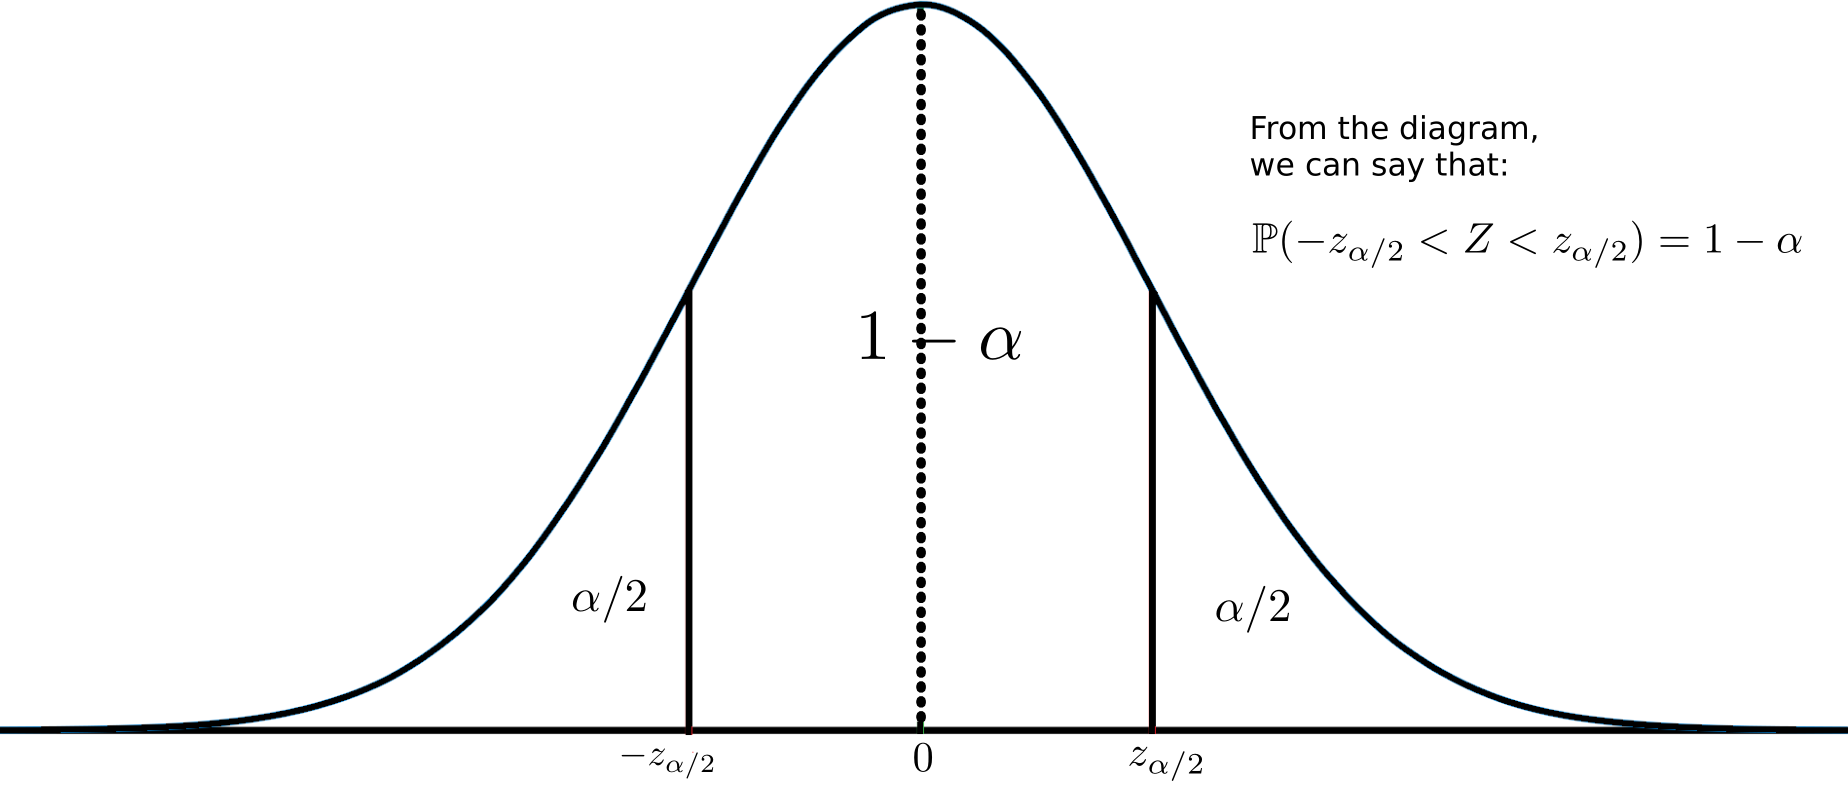 From the diagram,
we can say that:
ℙ(−z_{α/2} < Z < z_{α/2}) = 1 − α
1 − α
α/2
α/2
−z_{α/2}
0
z_{α/2}